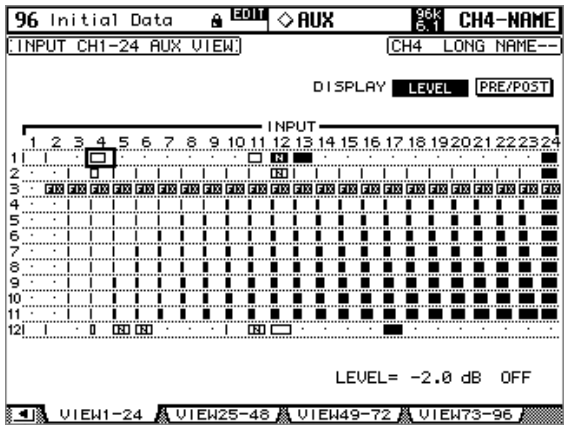 96 Initial Data EDIT AUX 96k 6.1 CH4-NAME
INPUT CH1-24 AUX VIEW CH4 LONG NAME--
DISPLAY LEVEL PRE/POST
INPUT
1 2 3 4 5 6 7 8 9 10 11 12 13 14 15 16 17 18 19 20 21 22 23 24
1 N
2 N
3 FIX FIX FIX FIX FIX FIX FIX FIX FIX FIX FIX FIX FIX FIX FIX FIX FIX FIX FIX FIX FIX FIX FIX
4
5
6
7
8
9
10
11
12 N N N
LEVEL= -2.0 dB OFF
VIEW1-24 VIEW25-48 VIEW49-72 VIEW73-96